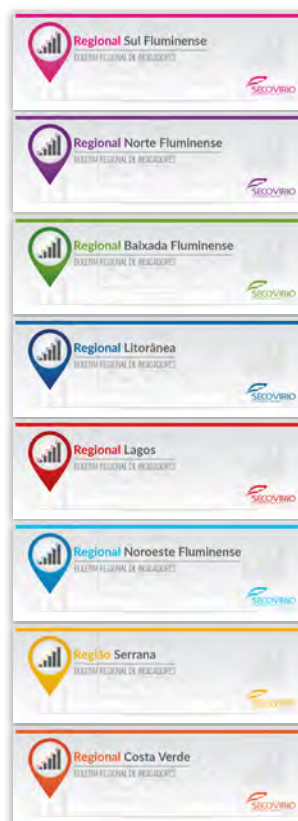 Regional Sul Fluminense
BOLETIM REGIONAL DE INDICADORES
SECOVIRIO
Regional Norte Fluminense
BOLETIM REGIONAL DE INDICADORES
SECOVIRIO
Regional Baixada Fluminense
BOLETIM REGIONAL DE INDICADORES
SECOVIRIO
Regional Litorânea
BOLETIM REGIONAL DE INDICADORES
SECOVIRIO
Regional Lagos
BOLETIM REGIONAL DE INDICADORES
SECOVIRIO
Regional Noroeste Fluminense
BOLETIM REGIONAL DE INDICADORES
SECOVIRIO
Região Serrana
BOLETIM REGIONAL DE INDICADORES
SECOVIRIO
Regional Costa Verde
BOLETIM REGIONAL DE INDICADORES
SECOVIRIO